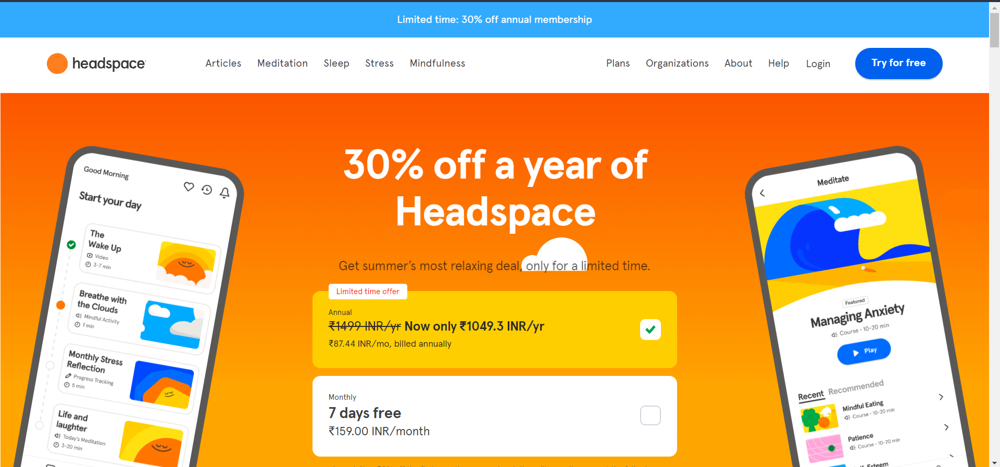 Limited time: 30% off annual membership
headspace
Articles Meditation Sleep Stress Mindfulness
Plans Organizations About Help Login Try for free
30% off a year of
Headspace
Get summer's most relaxing deal, only for a limited time.
Limited time offer
Annual
₹1499 INR/yr Now only ₹1049.3 INR/yr
₹87.44 INR/mo, billed annually
Monthly
7 days free
₹159.00 INR/month
Good Morning
Start your day
The
Wake Up
Video
3-7 min
Breathe with
the Clouds
Mindful Activity
1 min
Monthly Stress
Reflection
Progress Tracking
5 min
Life and
laughter
Today's Meditation
3-20 min
Meditate
Featured
Managing Anxiety
Course • 10-20 min
Play
Recent Recommended
Mindful Eating
Course • 10-20 min
Patience
Course • 10-20 min
Esteem